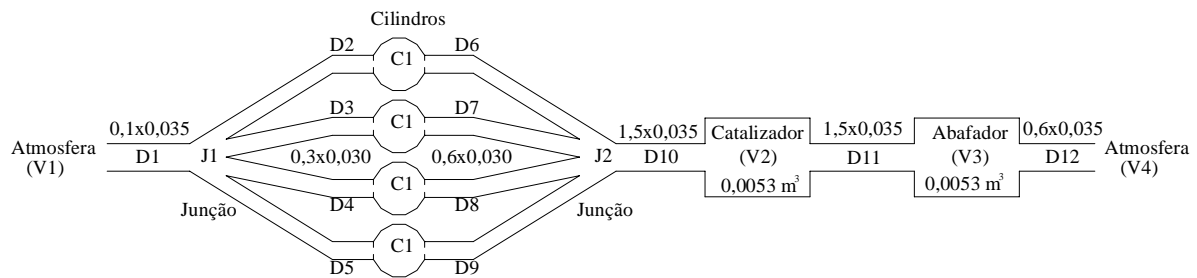 Cilindros
D2
D6
C1
D3
D7
C1
0,1x0,035
1,5x0,035
Catalizador
(V2)
1,5x0,035
Abafador
(V3)
0,6x0,035
Atmosfera
(V1)
D1
J1
0,3x0,030
0,6x0,030
J2
D10
D11
D12
Atmosfera
(V4)
C1
0,0053 m³
0,0053 m³
D4
D8
Junção
Junção
C1
D5
D9